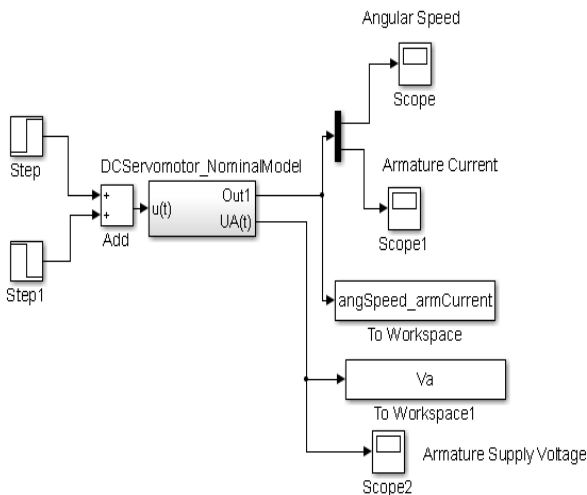 Angular Speed
Scope
Step
DCServomotor_NominalModel
Armature Current
+
+
u(t)
Out1
UA(t)
Add
Scope1
Step1
angSpeed_armCurrent
To Workspace
Va
To Workspace1
Armature Supply Voltage
Scope2